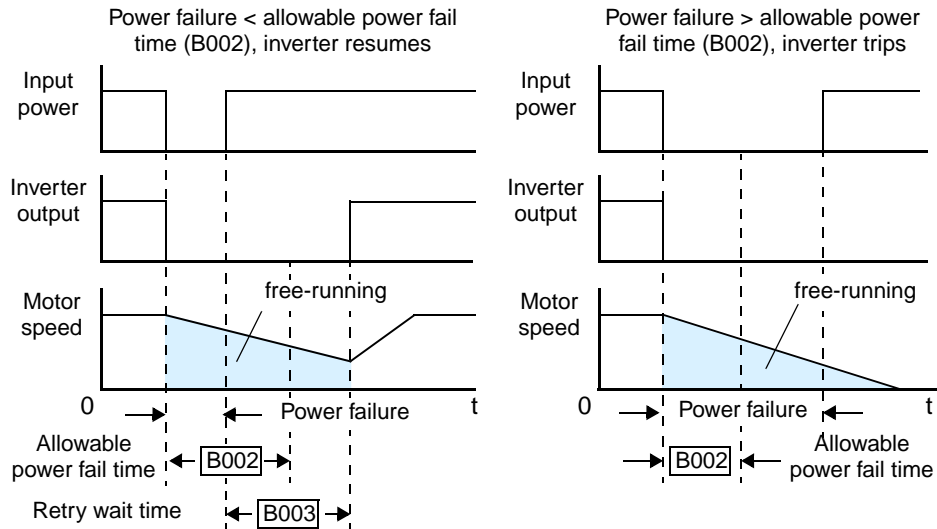 Power failure < allowable power fail
time (B002), inverter resumes
Input
power
Inverter
output
Motor
speed
free-running
0
Power failure
t
Allowable
power fail time
B002
Retry wait time
B003
Power failure > allowable power
fail time (B002), inverter trips
Input
power
Inverter
output
Motor
speed
free-running
0
Power failure
t
B002
Allowable
power fail time